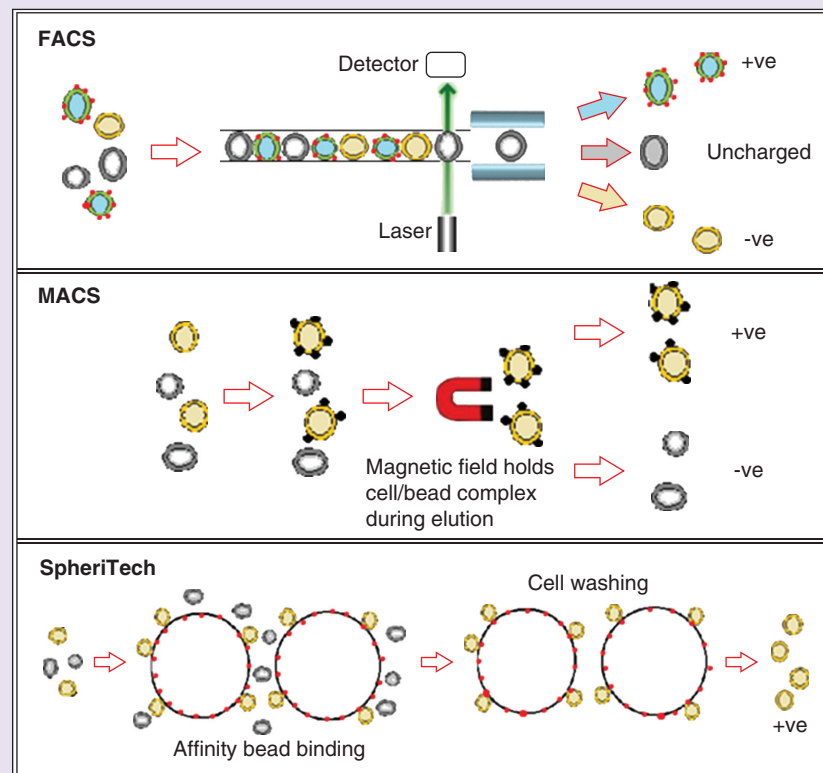 FACS
Detector
+ve
Uncharged
Laser
-ve
MACS
+ve
Magnetic field holds
cell/bead complex
during elution
-ve
SpheriTech
Cell washing
Affinity bead binding
+ve